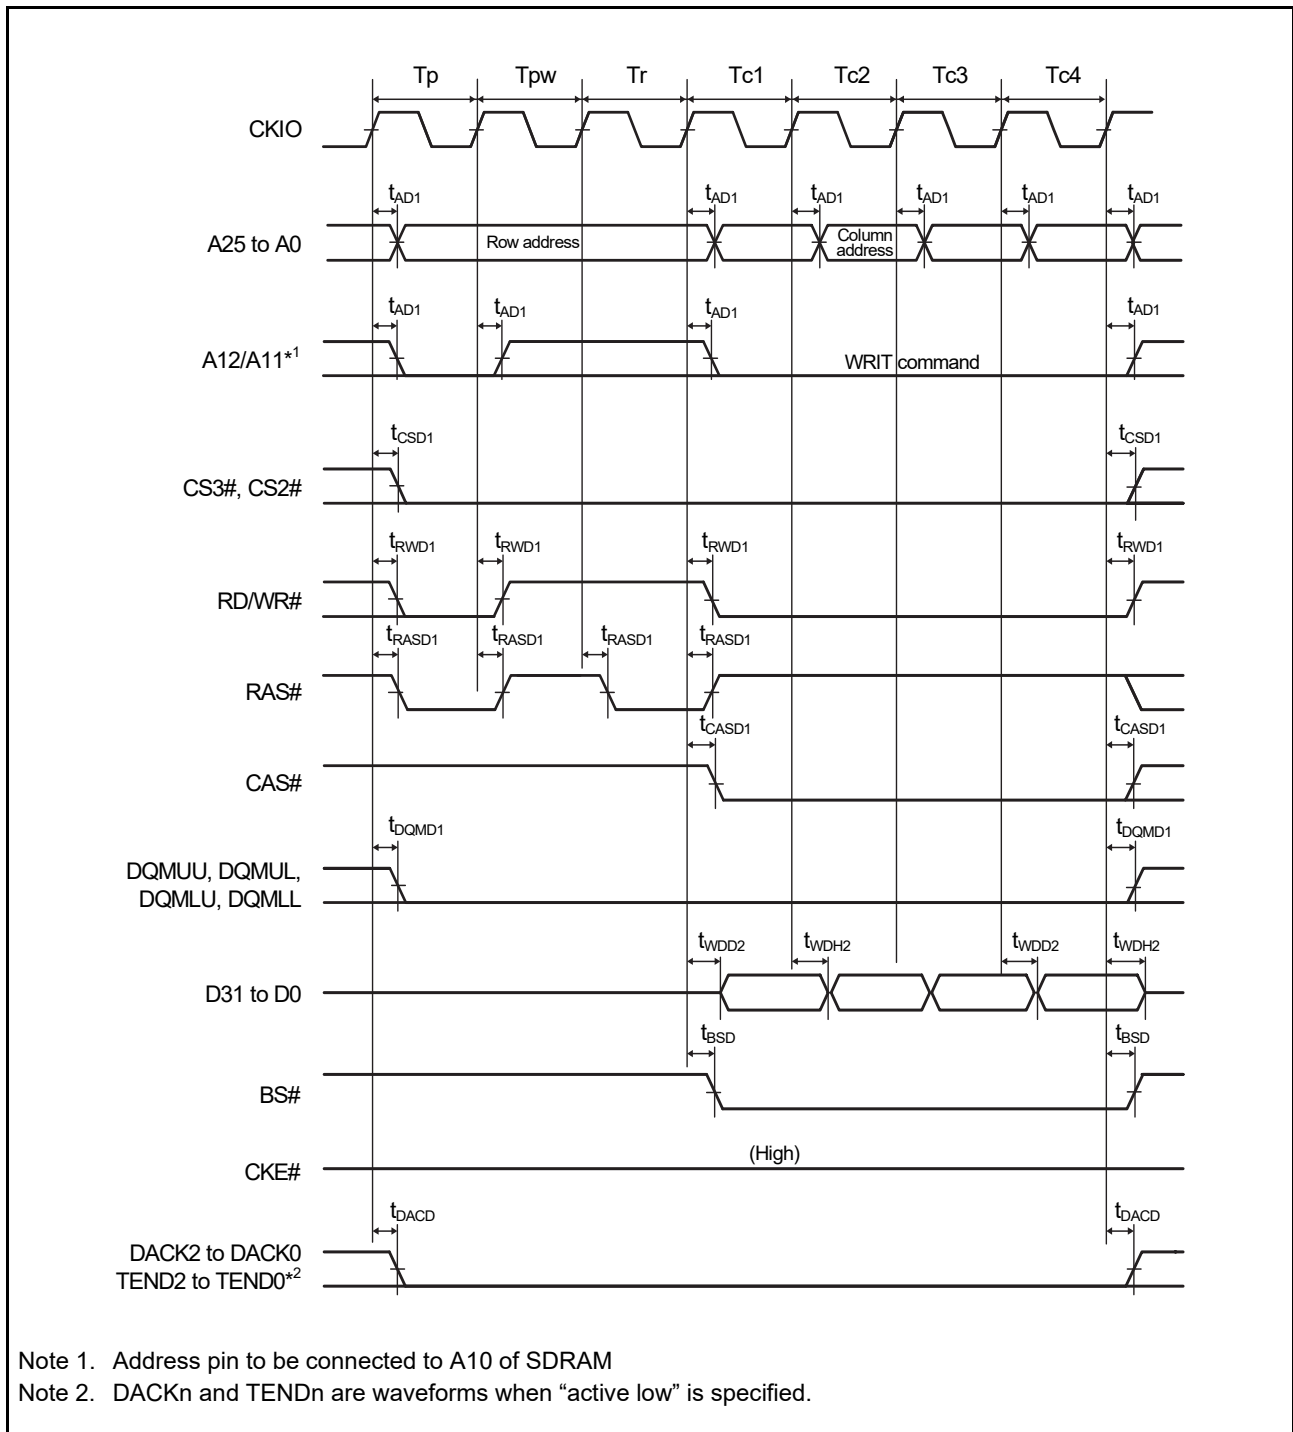 Tp Tpw Tr Tc1 Tc2 Tc3 Tc4
CKIO
tAD1 tAD1 tAD1 tAD1 tAD1 tAD1
A25 to A0
Row address
Column
address
tAD1 tAD1 tAD1 tAD1
A12/A11*1
WRIT command
tCSD1 tCSD1
CS3#, CS2#
tRWD1 tRWD1 tRWD1 tRWD1
RD/WR#
tRASD1 tRASD1 tRASD1 tRASD1
RAS#
tCASD1 tCASD1
CAS#
tDQMD1 tDQMD1
DQMUU, DQMUL,
DQMLU, DQMLL
tWDD2 tWDH2 tWDD2 tWDH2
D31 to D0
tBSD tBSD
BS#
(High)
CKE#
tDACD tDACD
DACK2 to DACK0
TEND2 to TEND0*2
Note 1. Address pin to be connected to A10 of SDRAM
Note 2. DACKn and TENDn are waveforms when “active low” is specified.